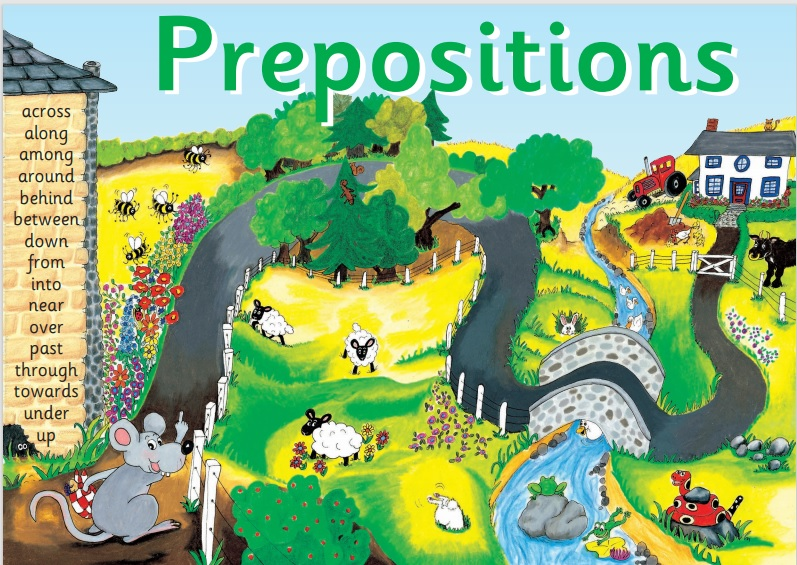 Prepositions
across
along
among
around
behind
between
down
from
into
near
over
past
through
towards
under
up